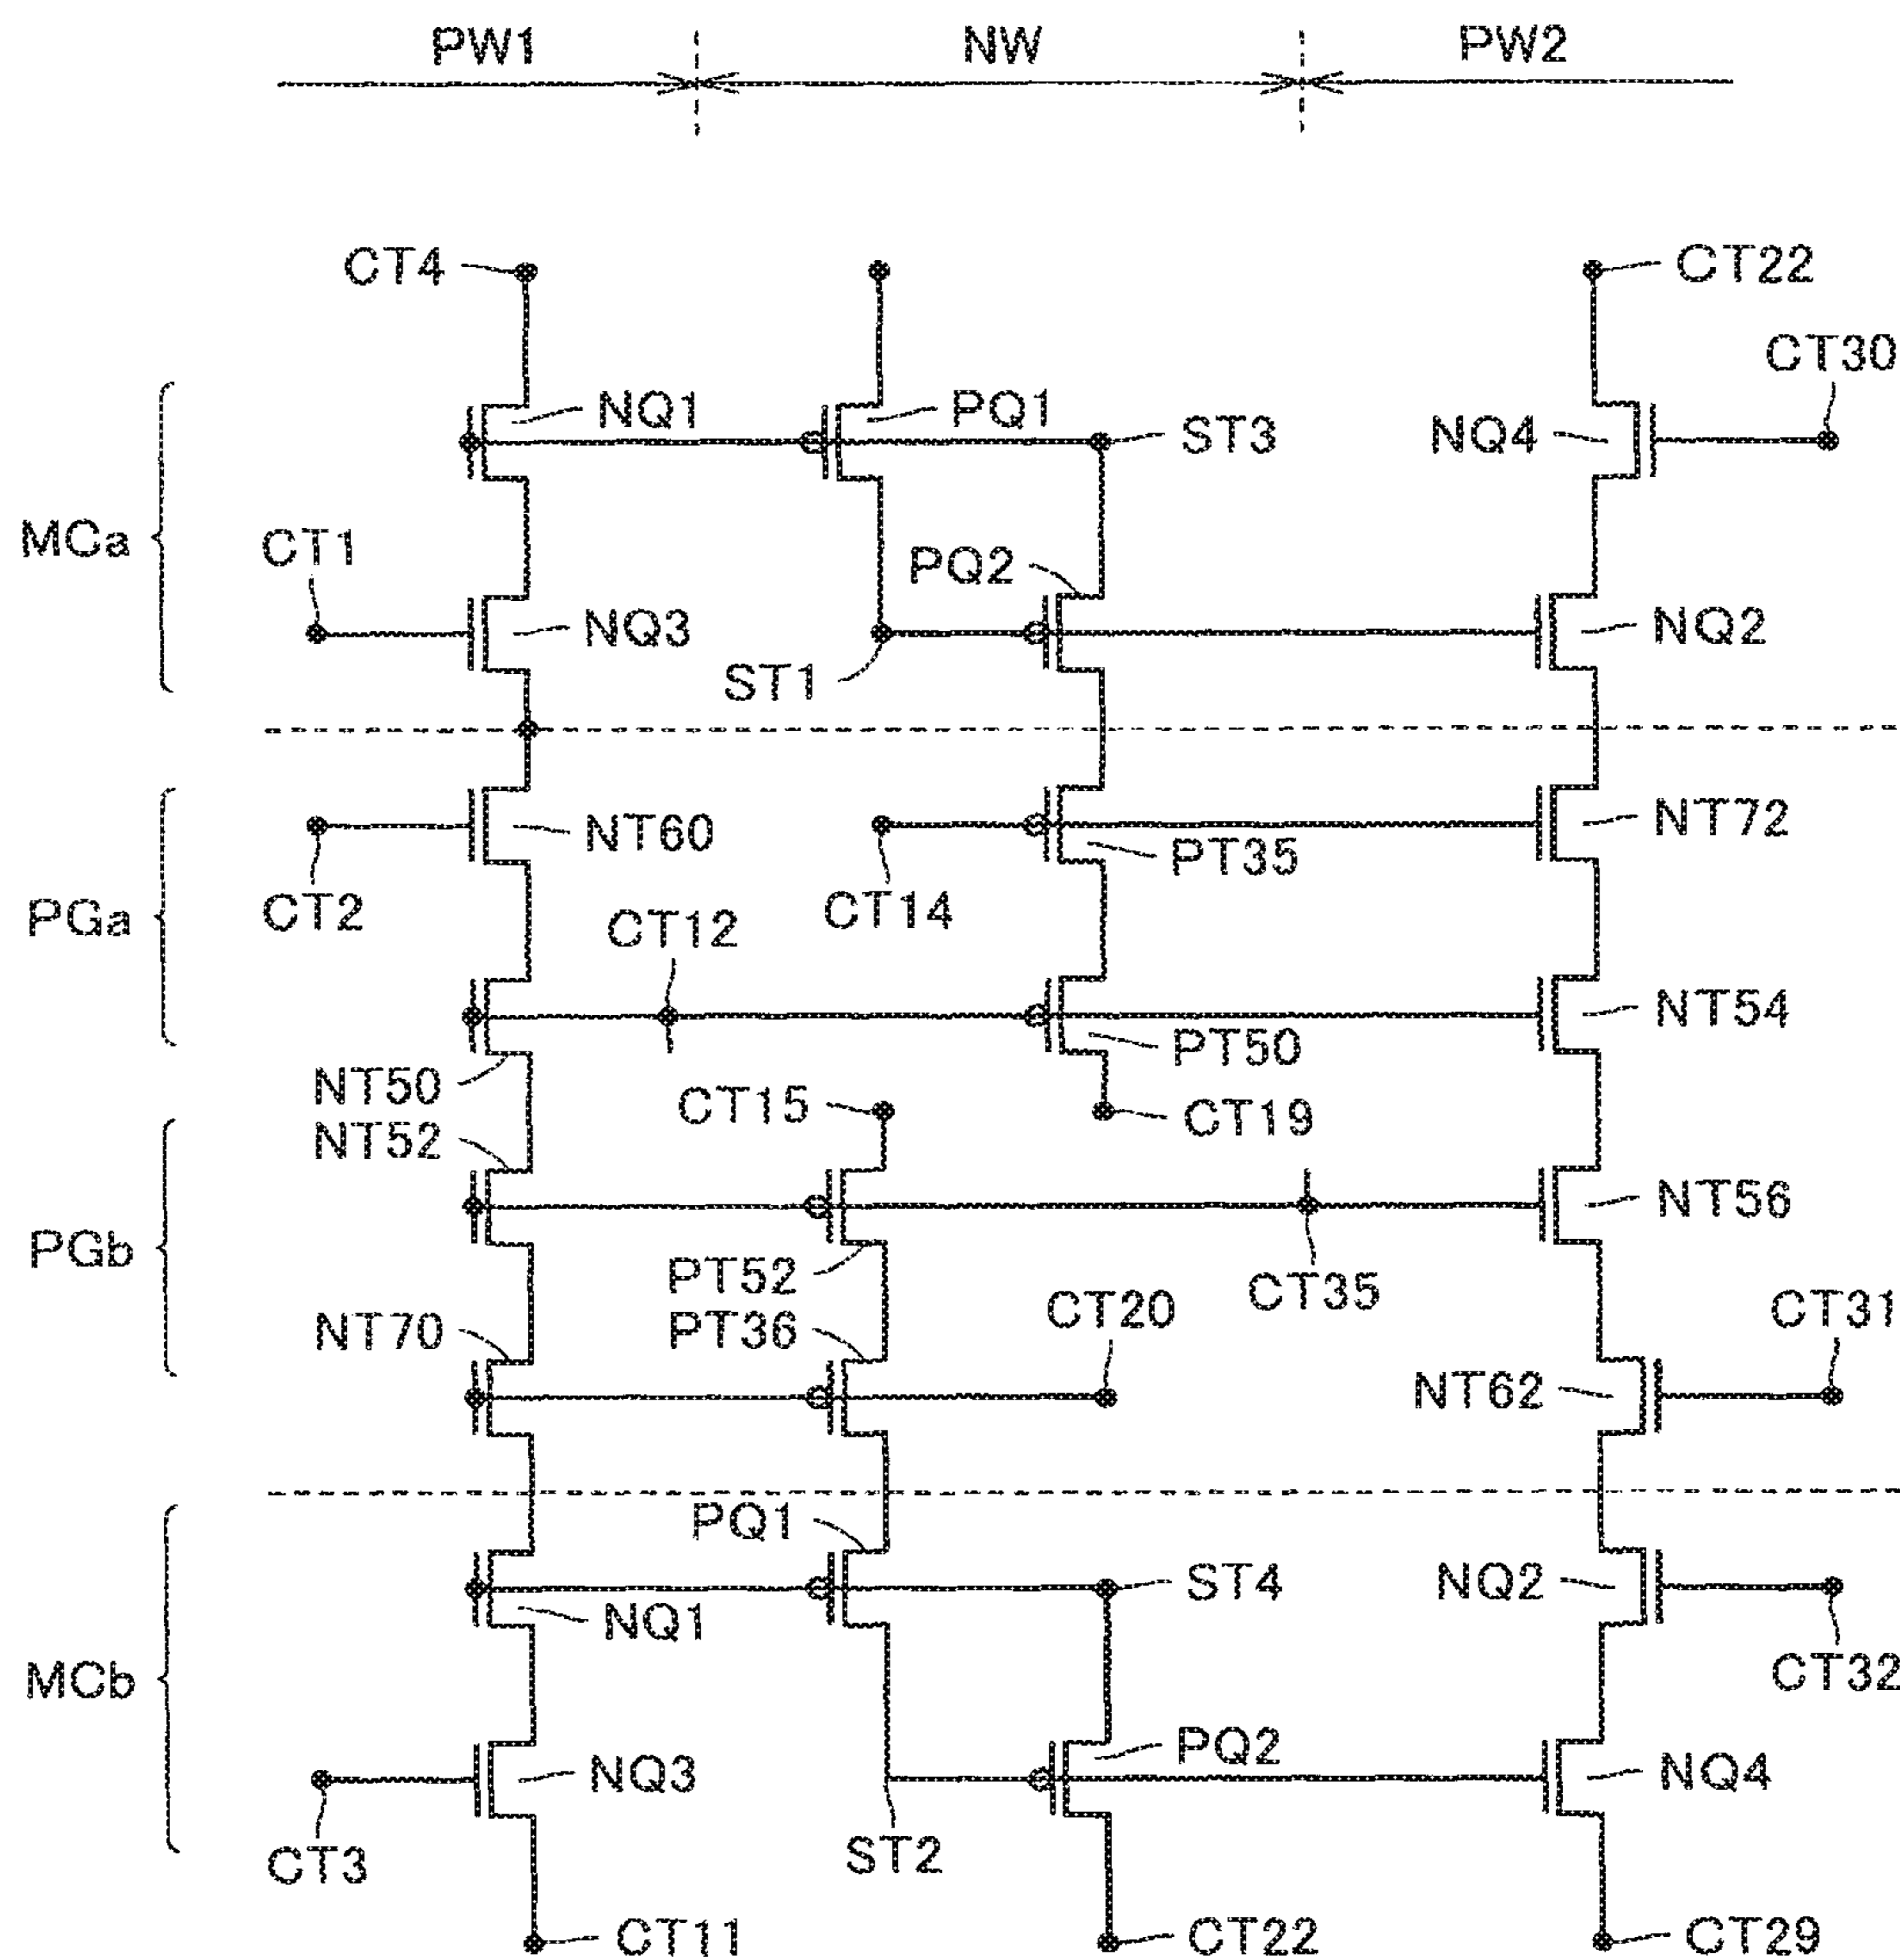 PW1 NW PW2
CT4 CT22
CT30
NQ1 PQ1 ST3 NQ4
MCa
CT1 PQ2
NQ3 ST1 NQ2
NT60 PT35 NT72
PGa
CT2 CT12 CT14
NT50 PT50 NT54
CT15 CT19
NT52
PGb NT56
PT52 CT35
NT70 PT36 CT20 CT31
NT62
PQ1
NQ1 ST4 NQ2
MCb CT32
NQ3 PQ2 NQ4
CT3 ST2
CT11 CT22 CT29